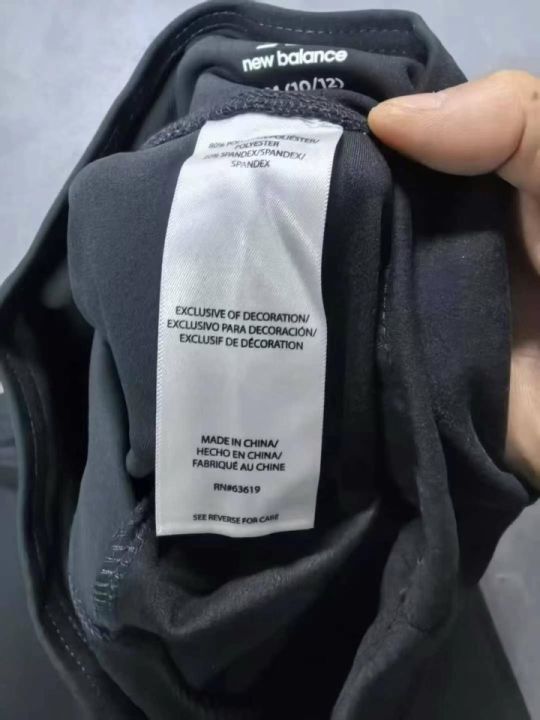 new balance
M (10/12)
POLYESTER
20% SPANDEX/SPANDEX/
SPANDEX
EXCLUSIVE OF DECORATION/
EXCLUSIVO PARA DECORACIÓN/
EXCLUSIF DE DÉCORATION
MADE IN CHINA/
HECHO EN CHINA/
FABRIQUÉ AU CHINE
RN#63619
SEE REVERSE FOR CARE